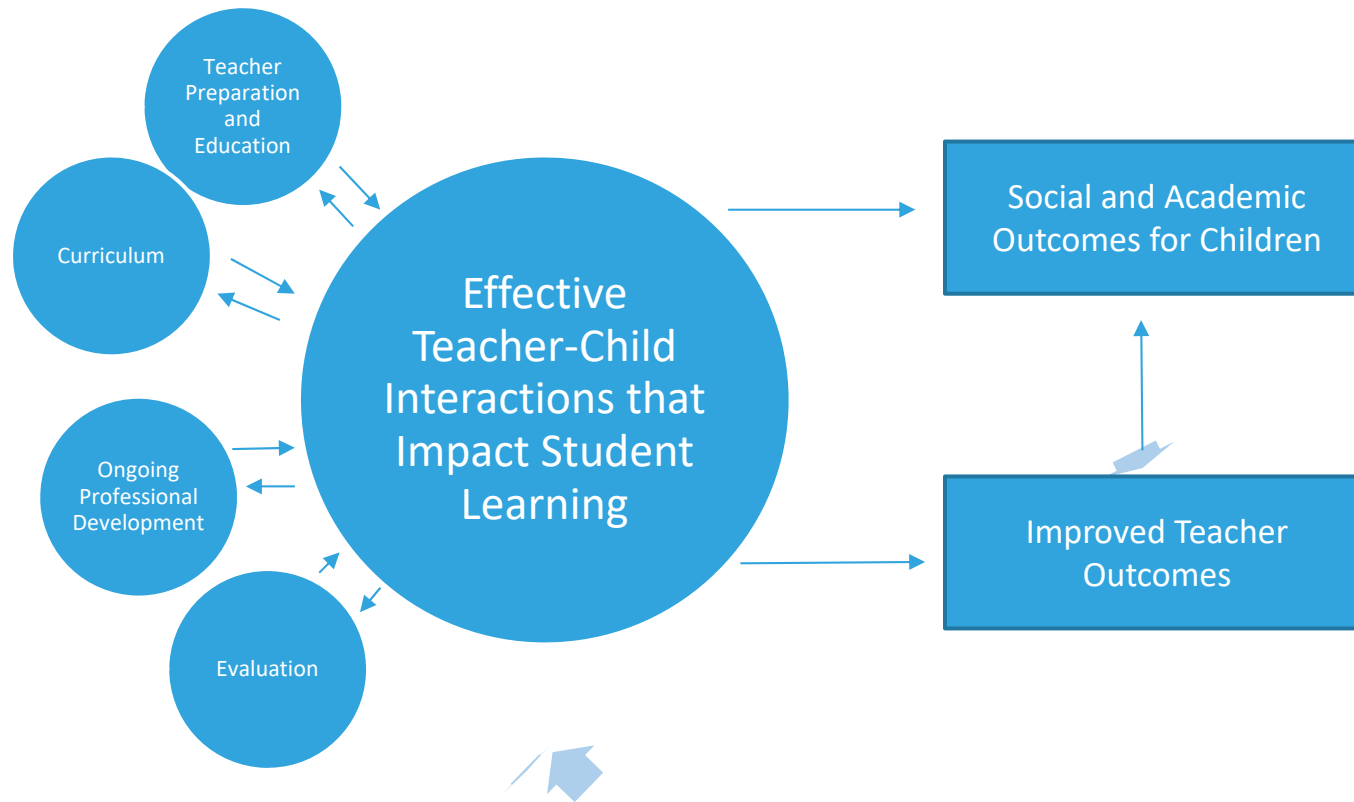 Teacher
Preparation
and
Education
Curriculum
Ongoing
Professional
Development
Evaluation
Effective
Teacher-Child
Interactions that
Impact Student
Learning
Social and Academic
Outcomes for Children
Improved Teacher
Outcomes